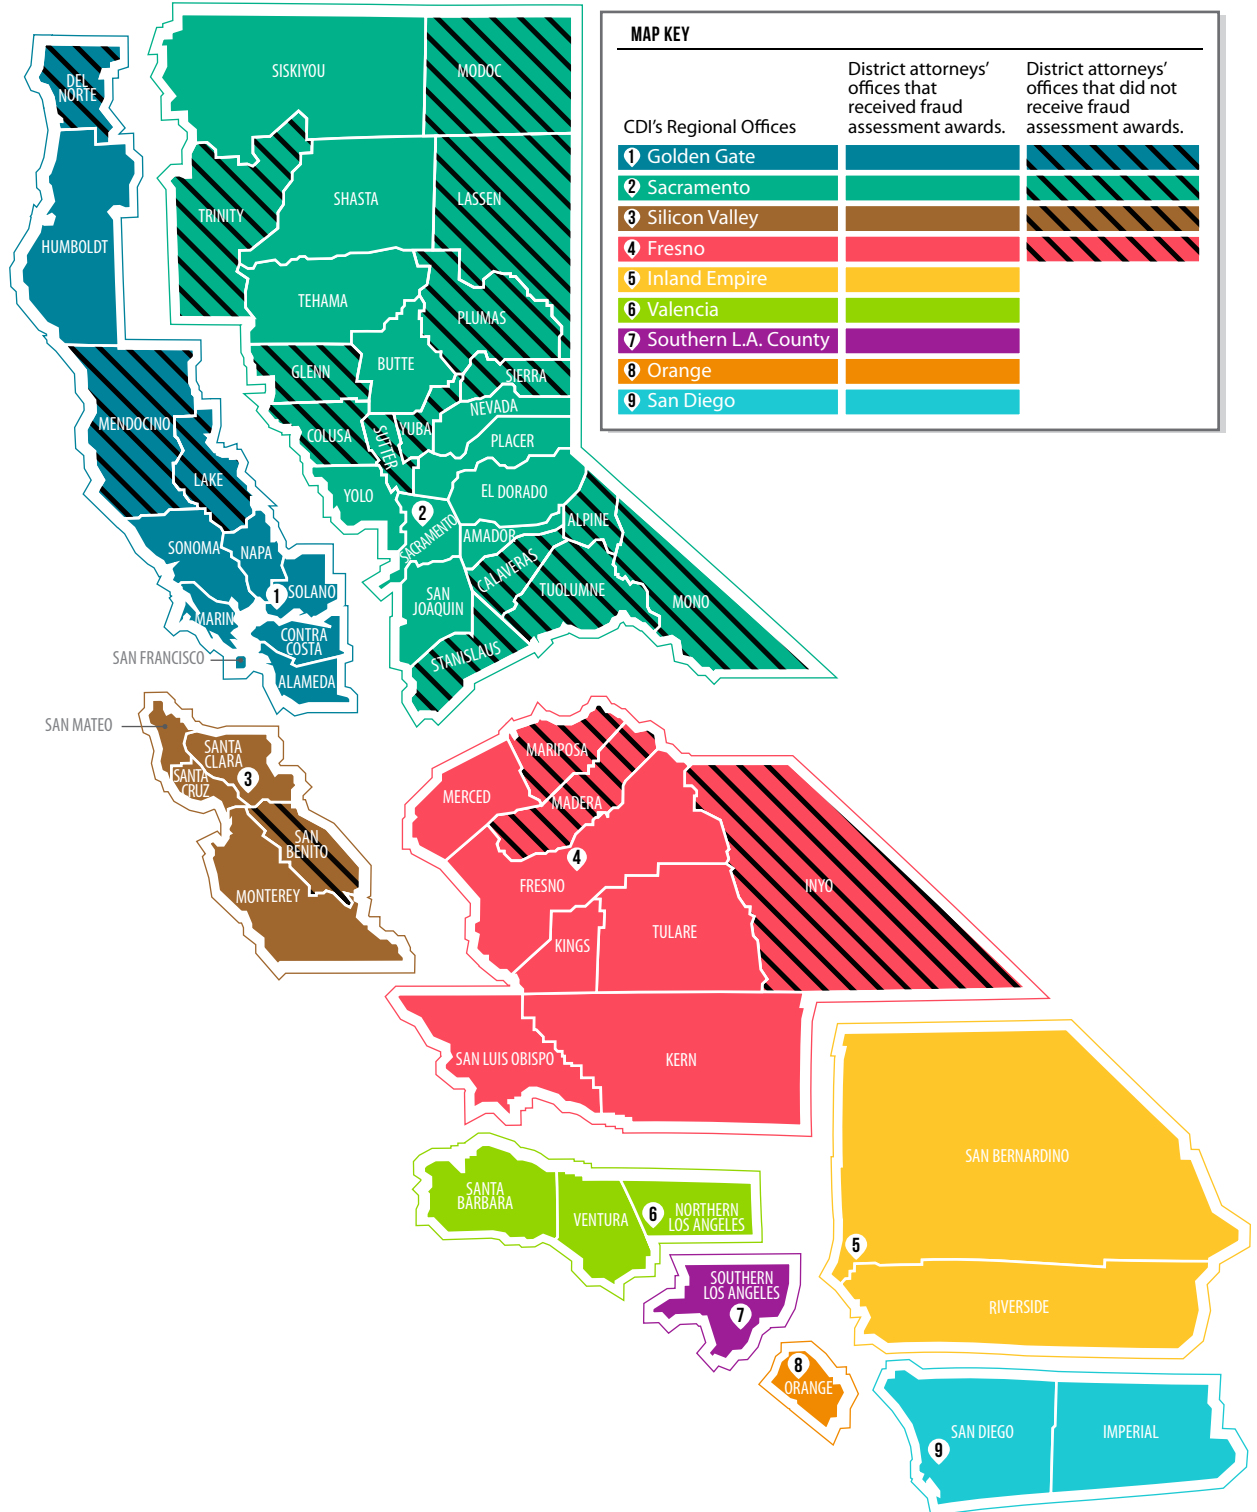 MAP KEY
CDI's Regional Offices
District attorneys'
offices that
received fraud
assessment awards.
District attorneys'
offices that did not
receive fraud
assessment awards.
1 Golden Gate
2 Sacramento
3 Silicon Valley
4 Fresno
5 Inland Empire
6 Valencia
7 Southern L.A. County
8 Orange
9 San Diego
DEL
NORTE
HUMBOLDT
MENDOCINO
LAKE
SONOMA
NAPA
1
SOLANO
MARIN
CONTRA
COSTA
SAN FRANCISCO
ALAMEDA
SISKIYOU
MODOC
TRINITY
SHASTA
LASSEN
TEHAMA
PLUMAS
GLENN
BUTTE
SIERRA
NEVADA
COLUSA
SUTTER
YUBA
PLACER
YOLO
EL DORADO
2
SACRAMENTO
AMADOR
ALPINE
CALAVERAS
TUOLUMNE
MONO
SAN
JOAQUIN
STANISLAUS
SAN MATEO
SANTA
CLARA
SANTA
CRUZ
3
SAN
BENITO
MONTEREY
MARIPOSA
MERCED
MADERA
4
FRESNO
INYO
KINGS
TULARE
SAN LUIS OBISPO
KERN
SANTA
BARBARA
VENTURA
6
NORTHERN
LOS ANGELES
SOUTHERN
LOS ANGELES
7
SAN BERNARDINO
5
RIVERSIDE
8
ORANGE
SAN DIEGO
9
IMPERIAL